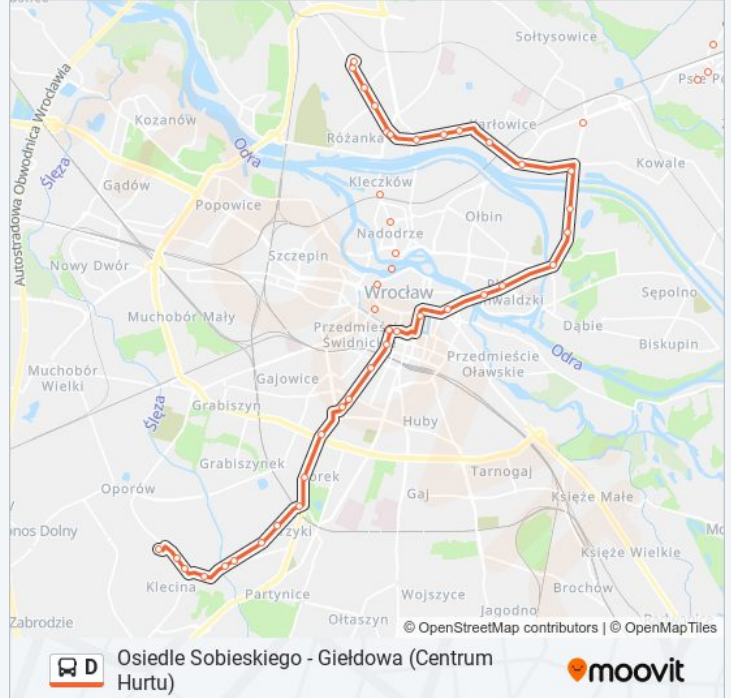 Sołtysowice
Autostradowa Obwodnica Wrocławia
Kozanów
Różanka
Karłowice
Psie Po
Odra
Ślęza
Kowale
Gądów
Kleczków
Popowice
Ołbin
Nadodrze
Szczepin
Nowy Dwór
Wrocław
Sępolno
Muchobór Mały
Przedmieście
Świdnickie
Dąbie
Biskupin
Muchobór
Wielki
Gajowice
Przedmieście
Oławskie
Odra
Grabiszyn
Ślęza
Huby
Grabiszynek
Tarnogaj
Oporów
Gaj
Księże Małe
onos Dolny
Księże Wielkie
Klecina
Partynice
Wojszyce
Brochów
Jagodno
Zabrodzie
Ołtaszyn
© OpenStreetMap contributors | © OpenMapTiles
D
Osiedle Sobieskiego - Giełdowa (Centrum
Hurtu)
moovit